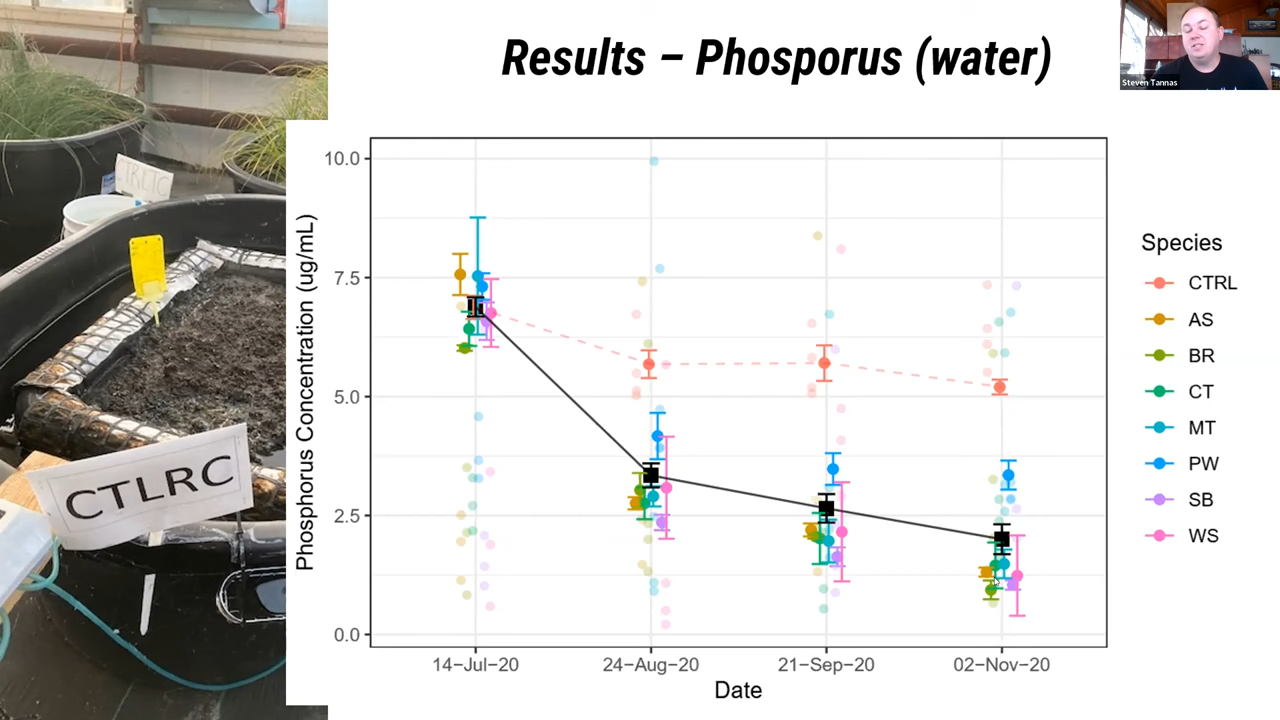 Results – Phosporus (water)
Steven Tannas
CTRLTC
CTLRC
Phosphorus Concentration (ug/mL)
10.0
7.5
5.0
2.5
0.0
14-Jul-20
24-Aug-20
21-Sep-20
02-Nov-20
Date
Species
CTRL
AS
BR
CT
MT
PW
SB
WS